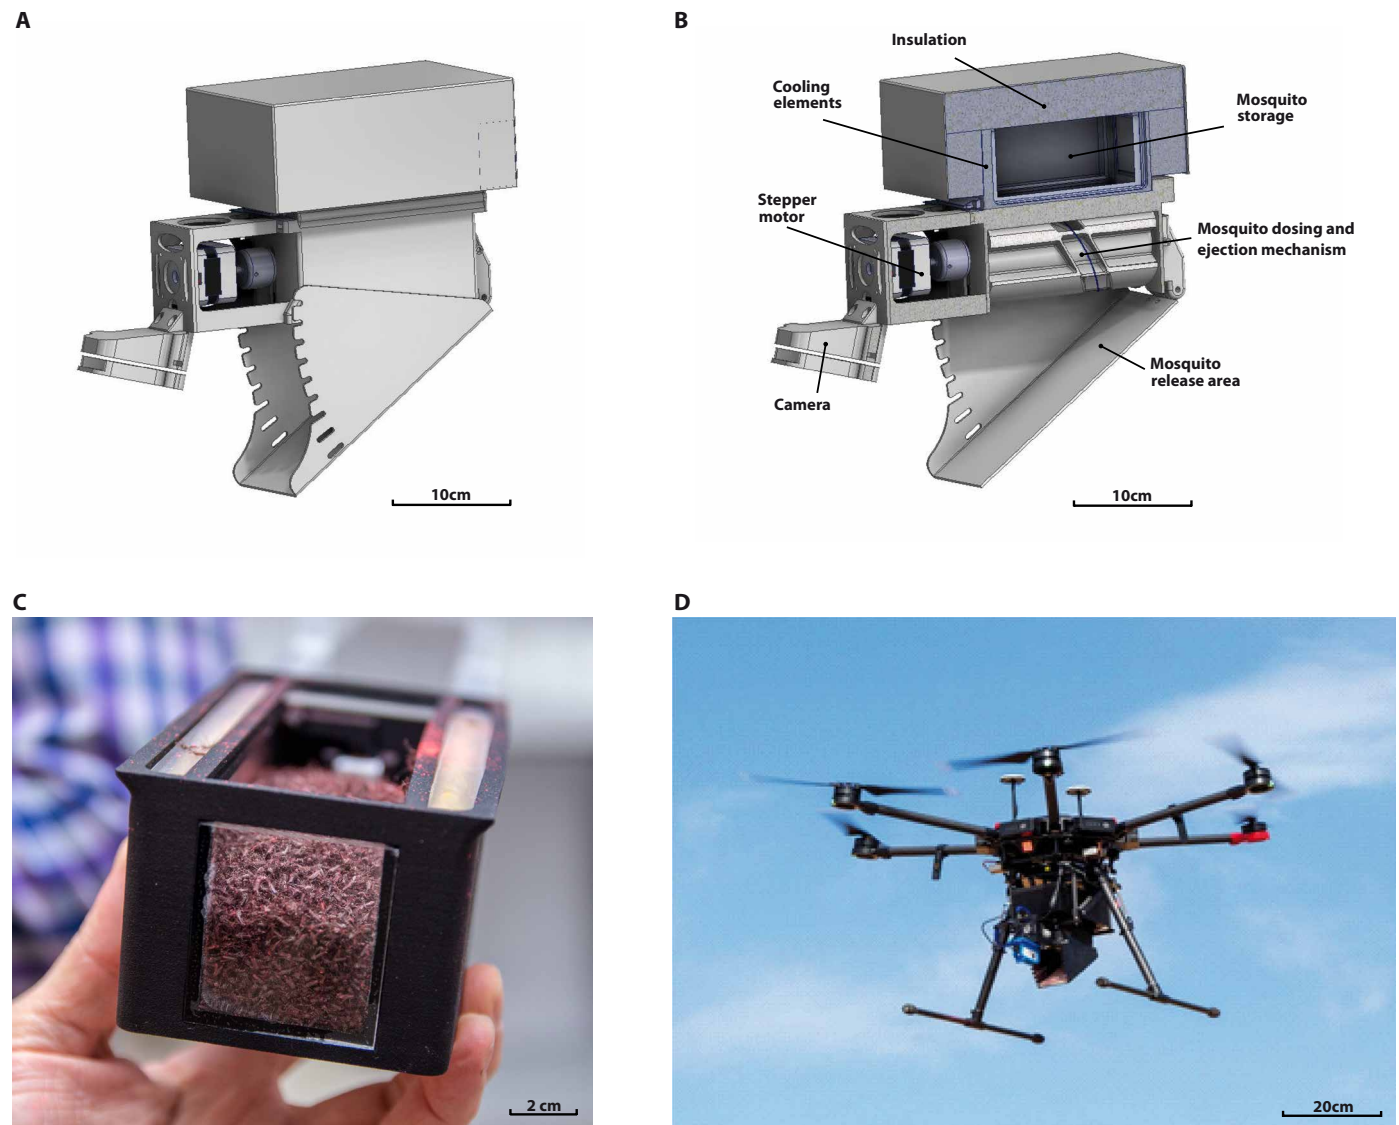 A
B
Insulation
Cooling
elements
Mosquito
storage
Stepper
motor
Mosquito dosing and
ejection mechanism
Mosquito
release area
Camera
10cm
10cm
C
D
2 cm
20cm